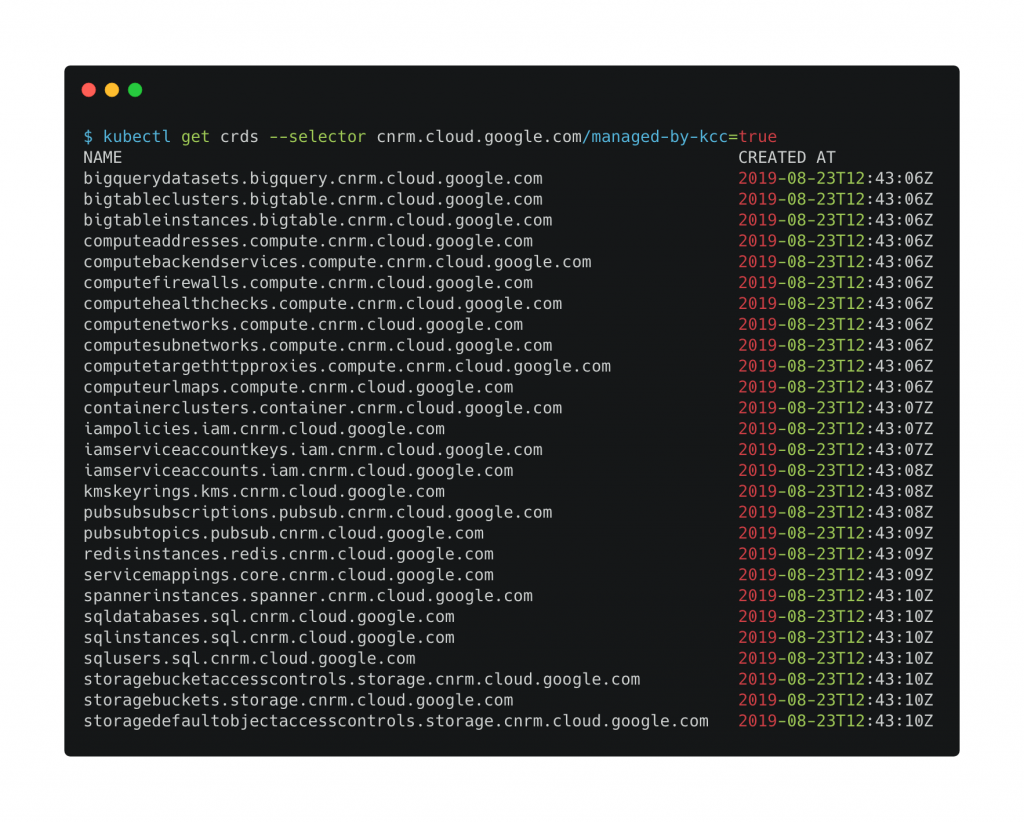 $ kubectl get crds --selector cnrm.cloud.google.com/managed-by-kcc=true
NAME CREATED AT
bigquerydatasets.bigquery.cnrm.cloud.google.com 2019-08-23T12:43:06Z
bigtableclusters.bigtable.cnrm.cloud.google.com 2019-08-23T12:43:06Z
bigtableinstances.bigtable.cnrm.cloud.google.com 2019-08-23T12:43:06Z
computeaddresses.compute.cnrm.cloud.google.com 2019-08-23T12:43:06Z
computebackendservices.compute.cnrm.cloud.google.com 2019-08-23T12:43:06Z
computefirewalls.compute.cnrm.cloud.google.com 2019-08-23T12:43:06Z
computehealthchecks.compute.cnrm.cloud.google.com 2019-08-23T12:43:06Z
computenetworks.compute.cnrm.cloud.google.com 2019-08-23T12:43:06Z
computesubnetworks.compute.cnrm.cloud.google.com 2019-08-23T12:43:06Z
computetargethttpproxies.compute.cnrm.cloud.google.com 2019-08-23T12:43:06Z
computeurlmaps.compute.cnrm.cloud.google.com 2019-08-23T12:43:06Z
containerclusters.container.cnrm.cloud.google.com 2019-08-23T12:43:07Z
iampolicies.iam.cnrm.cloud.google.com 2019-08-23T12:43:07Z
iamserviceaccountkeys.iam.cnrm.cloud.google.com 2019-08-23T12:43:07Z
iamserviceaccounts.iam.cnrm.cloud.google.com 2019-08-23T12:43:08Z
kmskeyrings.kms.cnrm.cloud.google.com 2019-08-23T12:43:08Z
pubsubsubscriptions.pubsub.cnrm.cloud.google.com 2019-08-23T12:43:08Z
pubsubtopics.pubsub.cnrm.cloud.google.com 2019-08-23T12:43:09Z
redisinstances.redis.cnrm.cloud.google.com 2019-08-23T12:43:09Z
servicemappings.core.cnrm.cloud.google.com 2019-08-23T12:43:09Z
spannerinstances.spanner.cnrm.cloud.google.com 2019-08-23T12:43:10Z
sqldatabases.sql.cnrm.cloud.google.com 2019-08-23T12:43:10Z
sqlinstances.sql.cnrm.cloud.google.com 2019-08-23T12:43:10Z
sqlusers.sql.cnrm.cloud.google.com 2019-08-23T12:43:10Z
storagebucketaccesscontrols.storage.cnrm.cloud.google.com 2019-08-23T12:43:10Z
storagebuckets.storage.cnrm.cloud.google.com 2019-08-23T12:43:10Z
storagedefaultobjectaccesscontrols.storage.cnrm.cloud.google.com 2019-08-23T12:43:10Z